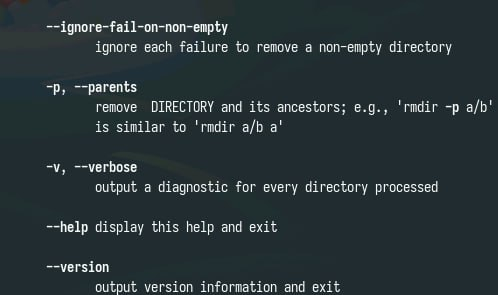 --ignore-fail-on-non-empty
ignore each failure to remove a non-empty directory
-p, --parents
remove  DIRECTORY and its ancestors; e.g., 'rmdir -p a/b'
is similar to 'rmdir a/b a'
-v, --verbose
output a diagnostic for every directory processed
--help display this help and exit
--version
output version information and exit